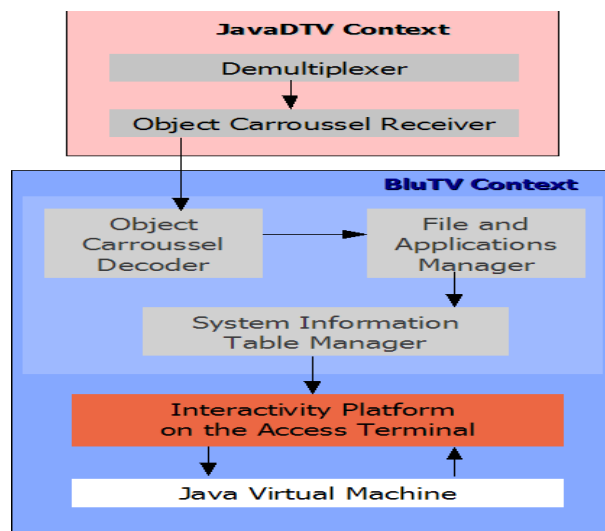 JavaDTV Context
Demultiplexer
Object Carroussel Receiver
BluTV Context
Object
Carroussel
Decoder
File and
Applications
Manager
System Information
Table Manager
Interactivity Platform
on the Access Terminal
Java Virtual Machine